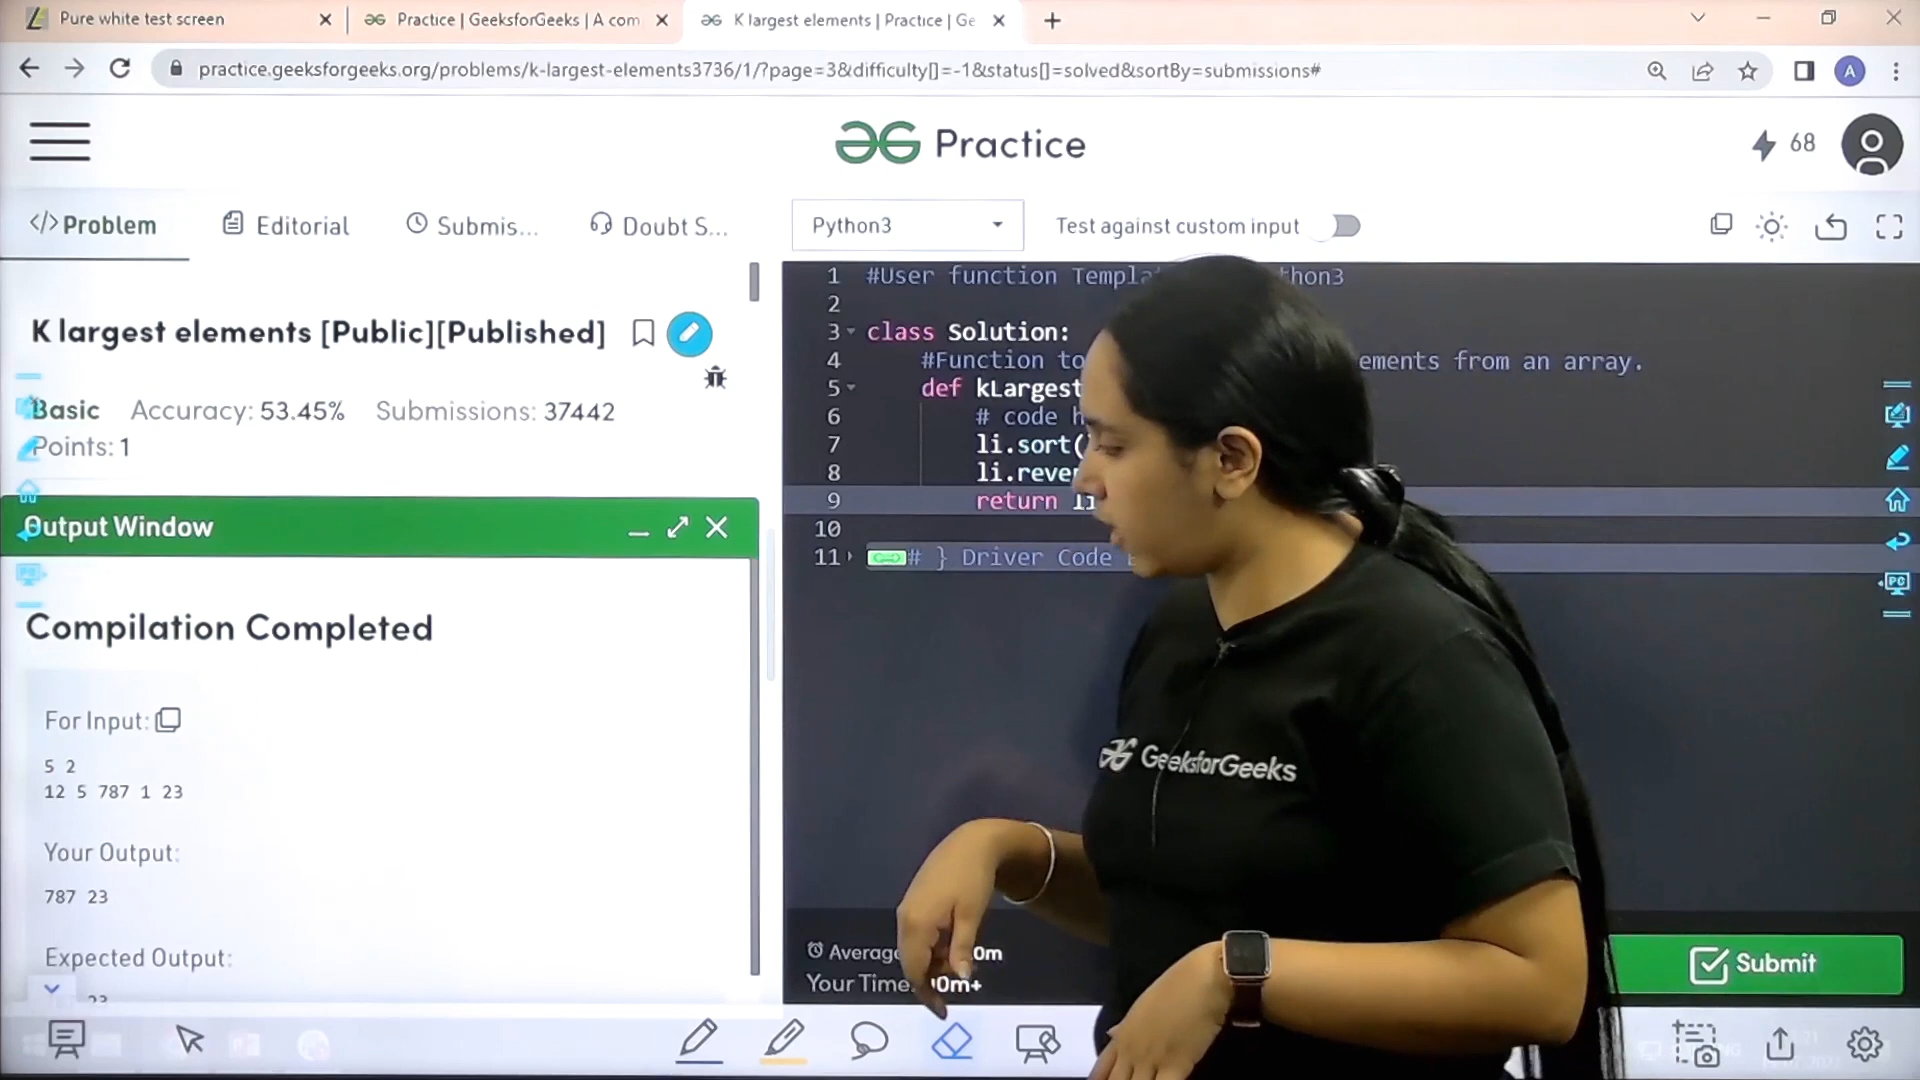 Pure white test screen
Practice | GeeksforGeeks | A com
K largest elements | Practice | Ge
practice.geeksforgeeks.org/problems/k-largest-elements3736/1/?page=3&difficulty[]=-1&status[]=solved&sortBy=submissions#
A
Practice
68
</> Problem
Editorial
Submis...
Doubt S...
Python3
Test against custom input
K largest elements [Public][Published]
Basic Accuracy: 53.45% Submissions: 37442
Points: 1
Output Window
Compilation Completed
For Input:
5 2
12 5 787 1 23
Your Output:
787 23
Expected Output:
1 #User function Templa thon3
2
3 class Solution:
4 #Function to ements from an array.
5 def kLargest
6 # code h
7 li.sort(
8 li.rever
9 return li
10
11 # } Driver Code
GeeksforGeeks
Average 0m
Your Time: 0m+
Submit
PC